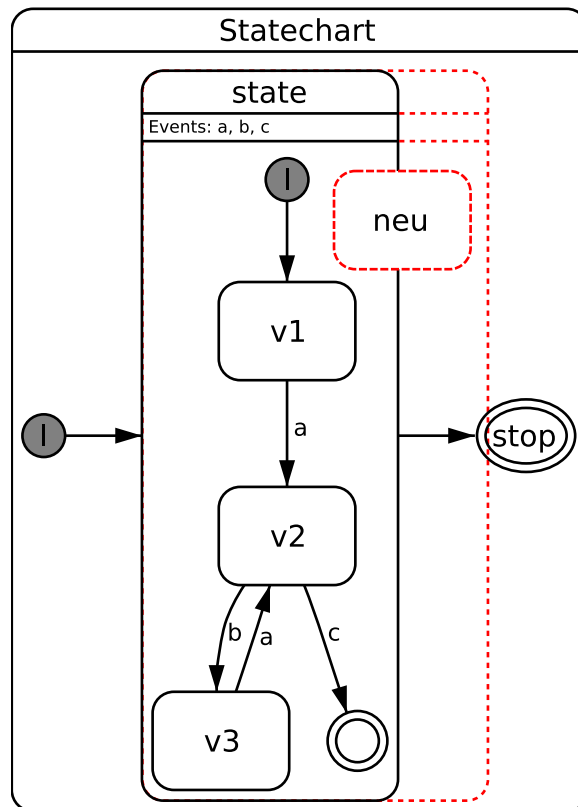 Statechart
state
Events: a, b, c
I
neu
v1
I
a
stop
v2
b
a
c
v3